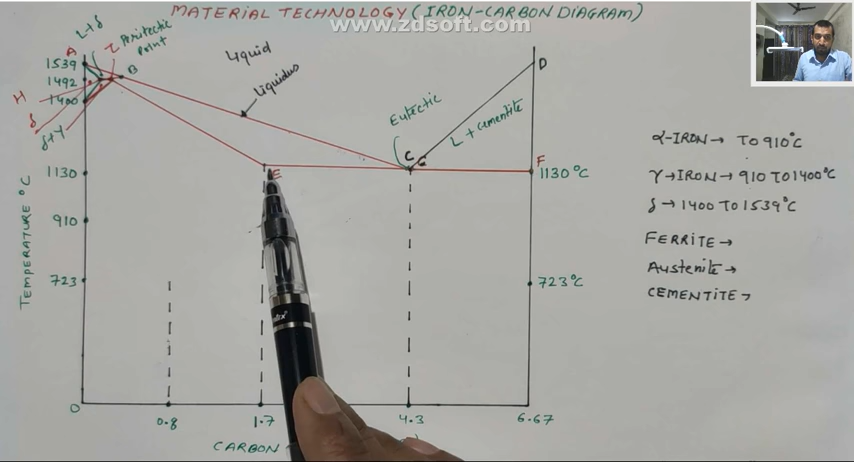 MATERIAL TECHNOLOGY (IRON-CARBON DIAGRAM)
www.zdsoft.com
L+δ
Peritectic
Point
A
1539
1492
1400
H
B
δ
δ+γ
Liquid
liquidus
Eutectic
C
L + cementite
D
E
F
1130
1130°C
910
723
723°C
TEMPERATURE °C
0
0.8
1.7
4.3
6.67
CARBON
α-IRON → TO 910°C
γ→IRON → 910 TO 1400°C
δ → 1400 TO 1539°C
FERRITE →
Austenite →
CEMENTITE →